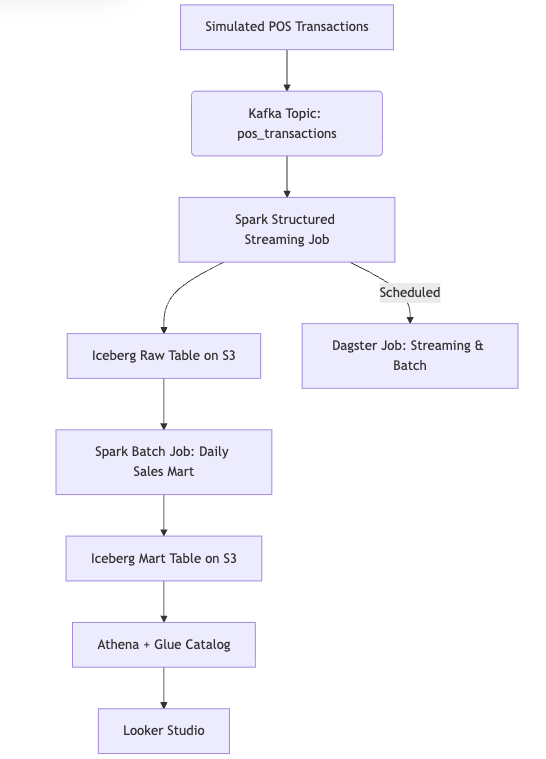 Simulated POS Transactions
Kafka Topic:
pos_transactions
Spark Structured
Streaming Job
Scheduled
Iceberg Raw Table on S3
Dagster Job: Streaming &
Batch
Spark Batch Job: Daily
Sales Mart
Iceberg Mart Table on S3
Athena + Glue Catalog
Looker Studio